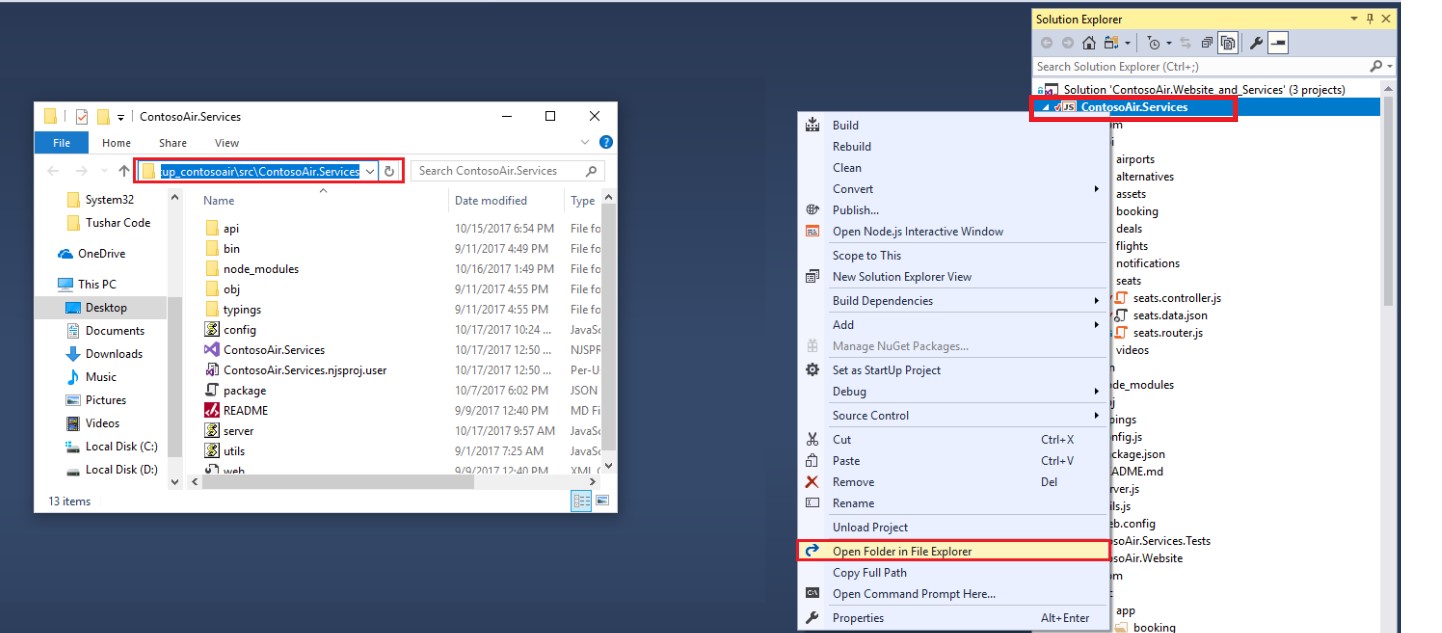 ContosoAir.Services
File Home Share View
:up_contosoair\src\ContosoAir.Services
Search ContosoAir.Services
System32
Tushar Code
OneDrive
This PC
Desktop
Documents
Downloads
Music
Pictures
Videos
Local Disk (C:)
Local Disk (D:)
Name Date modified Type
api 10/15/2017 6:54 PM File fo
bin 9/11/2017 4:49 PM File fo
node_modules 10/16/2017 1:49 PM File fo
obj 9/11/2017 4:55 PM File fo
typings 9/11/2017 4:55 PM File fo
config 10/17/2017 10:24 ... JavaSc
ContosoAir.Services 10/17/2017 12:50 ... NJSPR
ContosoAir.Services.njsproj.user 10/17/2017 12:50 ... Per-U
package 10/7/2017 6:02 PM JSON
README 9/9/2017 12:40 PM MD Fi
server 10/17/2017 9:57 AM JavaSc
utils 9/1/2017 7:25 AM JavaSc
web 9/9/2017 12:40 PM XML C
13 items
Build
Rebuild
Clean
Convert
Publish...
Open Node.js Interactive Window
Scope to This
New Solution Explorer View
Build Dependencies
Add
Manage NuGet Packages...
Set as StartUp Project
Debug
Source Control
Cut Ctrl+X
Paste Ctrl+V
Remove Del
Rename
Unload Project
Open Folder in File Explorer
Copy Full Path
Open Command Prompt Here...
Properties Alt+Enter
Solution Explorer
Search Solution Explorer (Ctrl+;)
Solution 'ContosoAir.Website_and_Services' (3 projects)
JS ContosoAir.Services
m
i
airports
alternatives
assets
booking
deals
flights
notifications
seats
seats.controller.js
seats.data.json
seats.router.js
videos
n
de_modules
j
pings
nfig.js
ckage.json
ADME.md
rver.js
ils.js
eb.config
soAir.Services.Tests
soAir.Website
m
c
app
booking